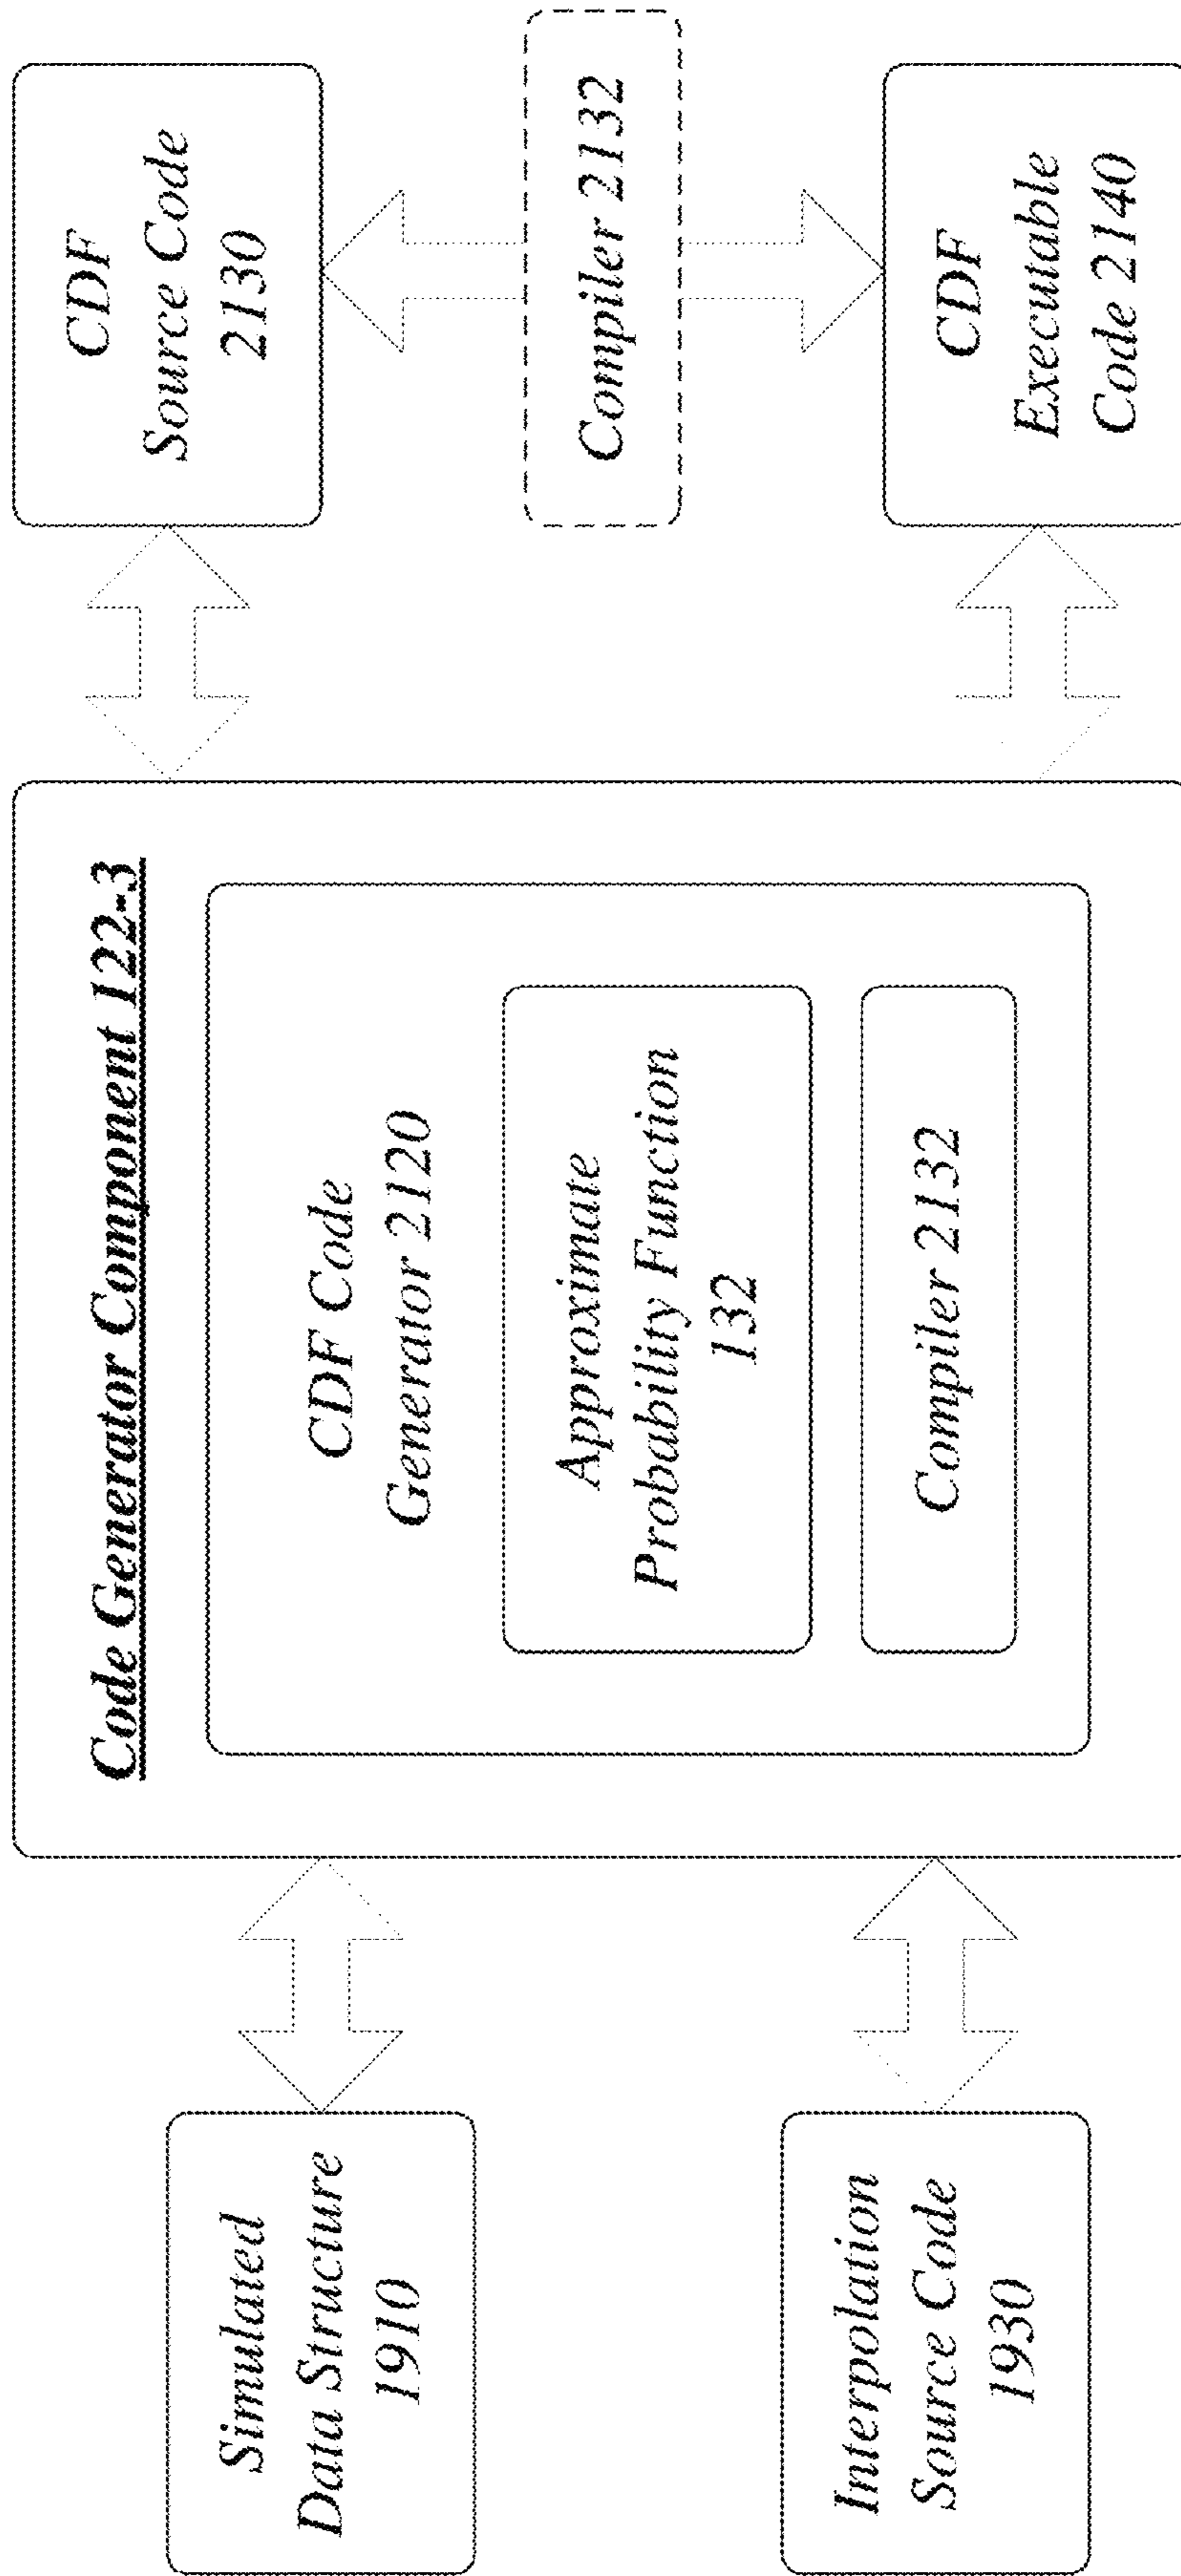 Simulated
Data Structure
1910
Interpolation
Source Code
1930
Code Generator Component 122-3
CDF Code
Generator 2120
Approximate
Probability Function
132
Compiler 2132
CDF
Source Code
2130
Compiler 2132
CDF
Executable
Code 2140